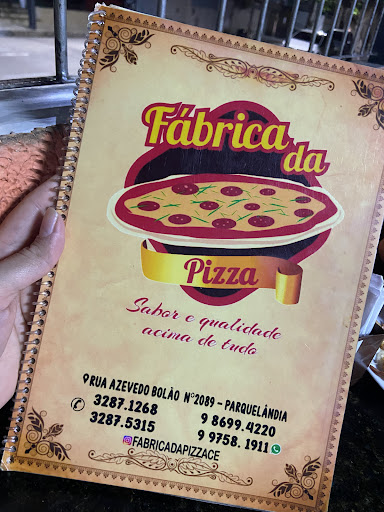 Fábrica
da
Pizza
Sabor e qualidade
acima de tudo
RUA AZEVEDO BOLÃO Nº2089 - PARQUELÂNDIA
3287.1268 9 8699.4220
3287.5315 9 9758.1911
FABRICADAPIZZACE